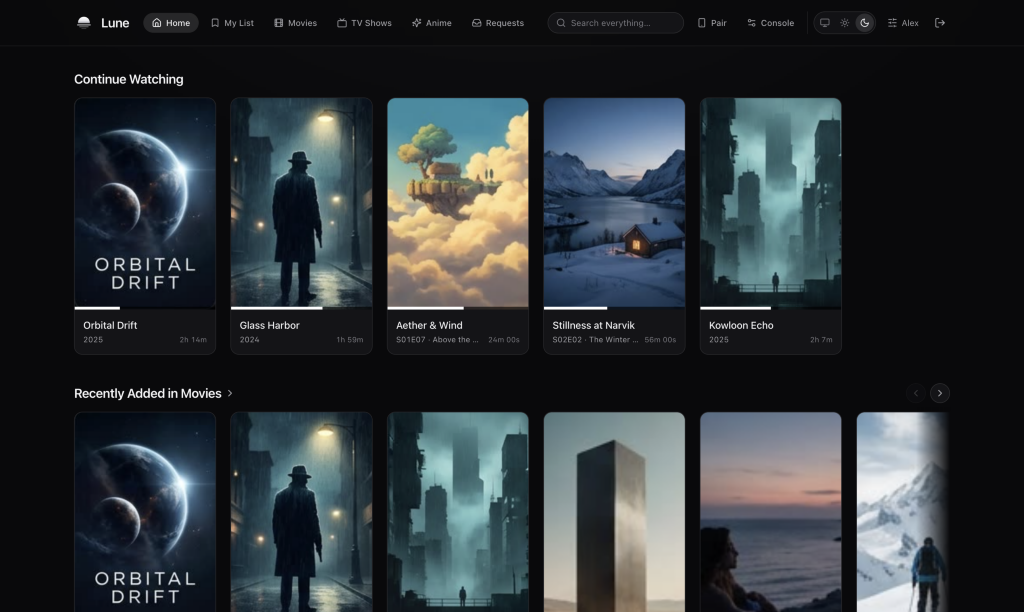 Lune
Home
My List
Movies
TV Shows
Anime
Requests
Search everything...
Pair
Console
Alex
Continue Watching
ORBITAL
DRIFT
Orbital Drift
2025
2h 14m
Glass Harbor
2024
1h 59m
Aether & Wind
S01E07 · Above the ...
24m 00s
Stillness at Narvik
S02E02 · The Winter ...
56m 00s
Kowloon Echo
2025
2h 7m
Recently Added in Movies
ORBITAL
DRIFT